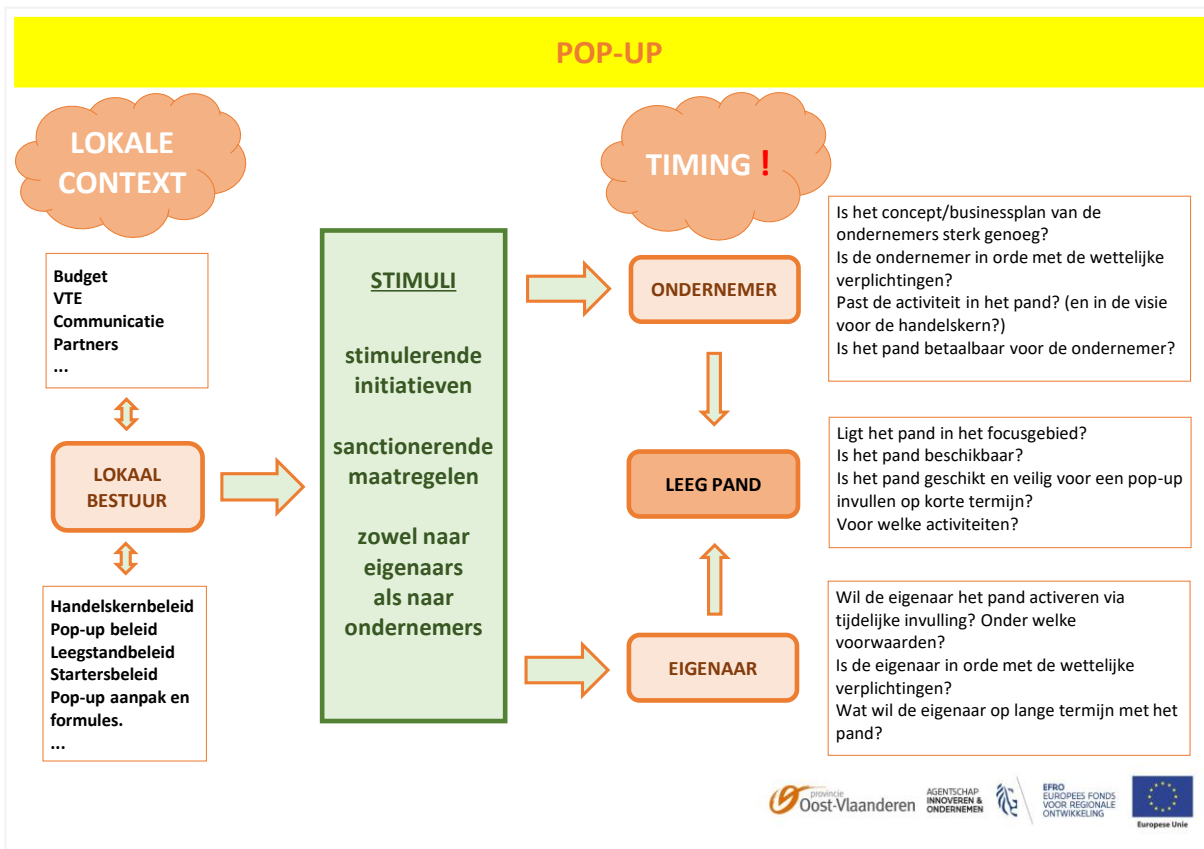 POP-UP
LOKALE
CONTEXT
TIMING !
Budget
VTE
Communicatie
Partners
...
LOKAAL
BESTUUR
Handelskernbeleid
Pop-up beleid
Leegstandbeleid
Startersbeleid
Pop-up aanpak en
formules.
...
STIMULI
stimulerende
initiatieven
sanctionerende
maatregelen
zowel naar
eigenaars
als naar
ondernemers
ONDERNEMER
LEEG PAND
EIGENAAR
Is het concept/businessplan van de
ondernemers sterk genoeg?
Is de ondernemer in orde met de wettelijke
verplichtingen?
Past de activiteit in het pand? (en in de visie
voor de handelskern?)
Is het pand betaalbaar voor de ondernemer?
Ligt het pand in het focusgebied?
Is het pand beschikbaar?
Is het pand geschikt en veilig voor een pop-up
invullen op korte termijn?
Voor welke activiteiten?
Wil de eigenaar het pand activeren via
tijdelijke invulling? Onder welke
voorwaarden?
Is de eigenaar in orde met de wettelijke
verplichtingen?
Wat wil de eigenaar op lange termijn met het
pand?
provincie
Oost-Vlaanderen
AGENTSCHAP
INNOVEREN &
ONDERNEMEN
EFRO
EUROPEES FONDS
VOOR REGIONALE
ONTWIKKELING
Europese Unie